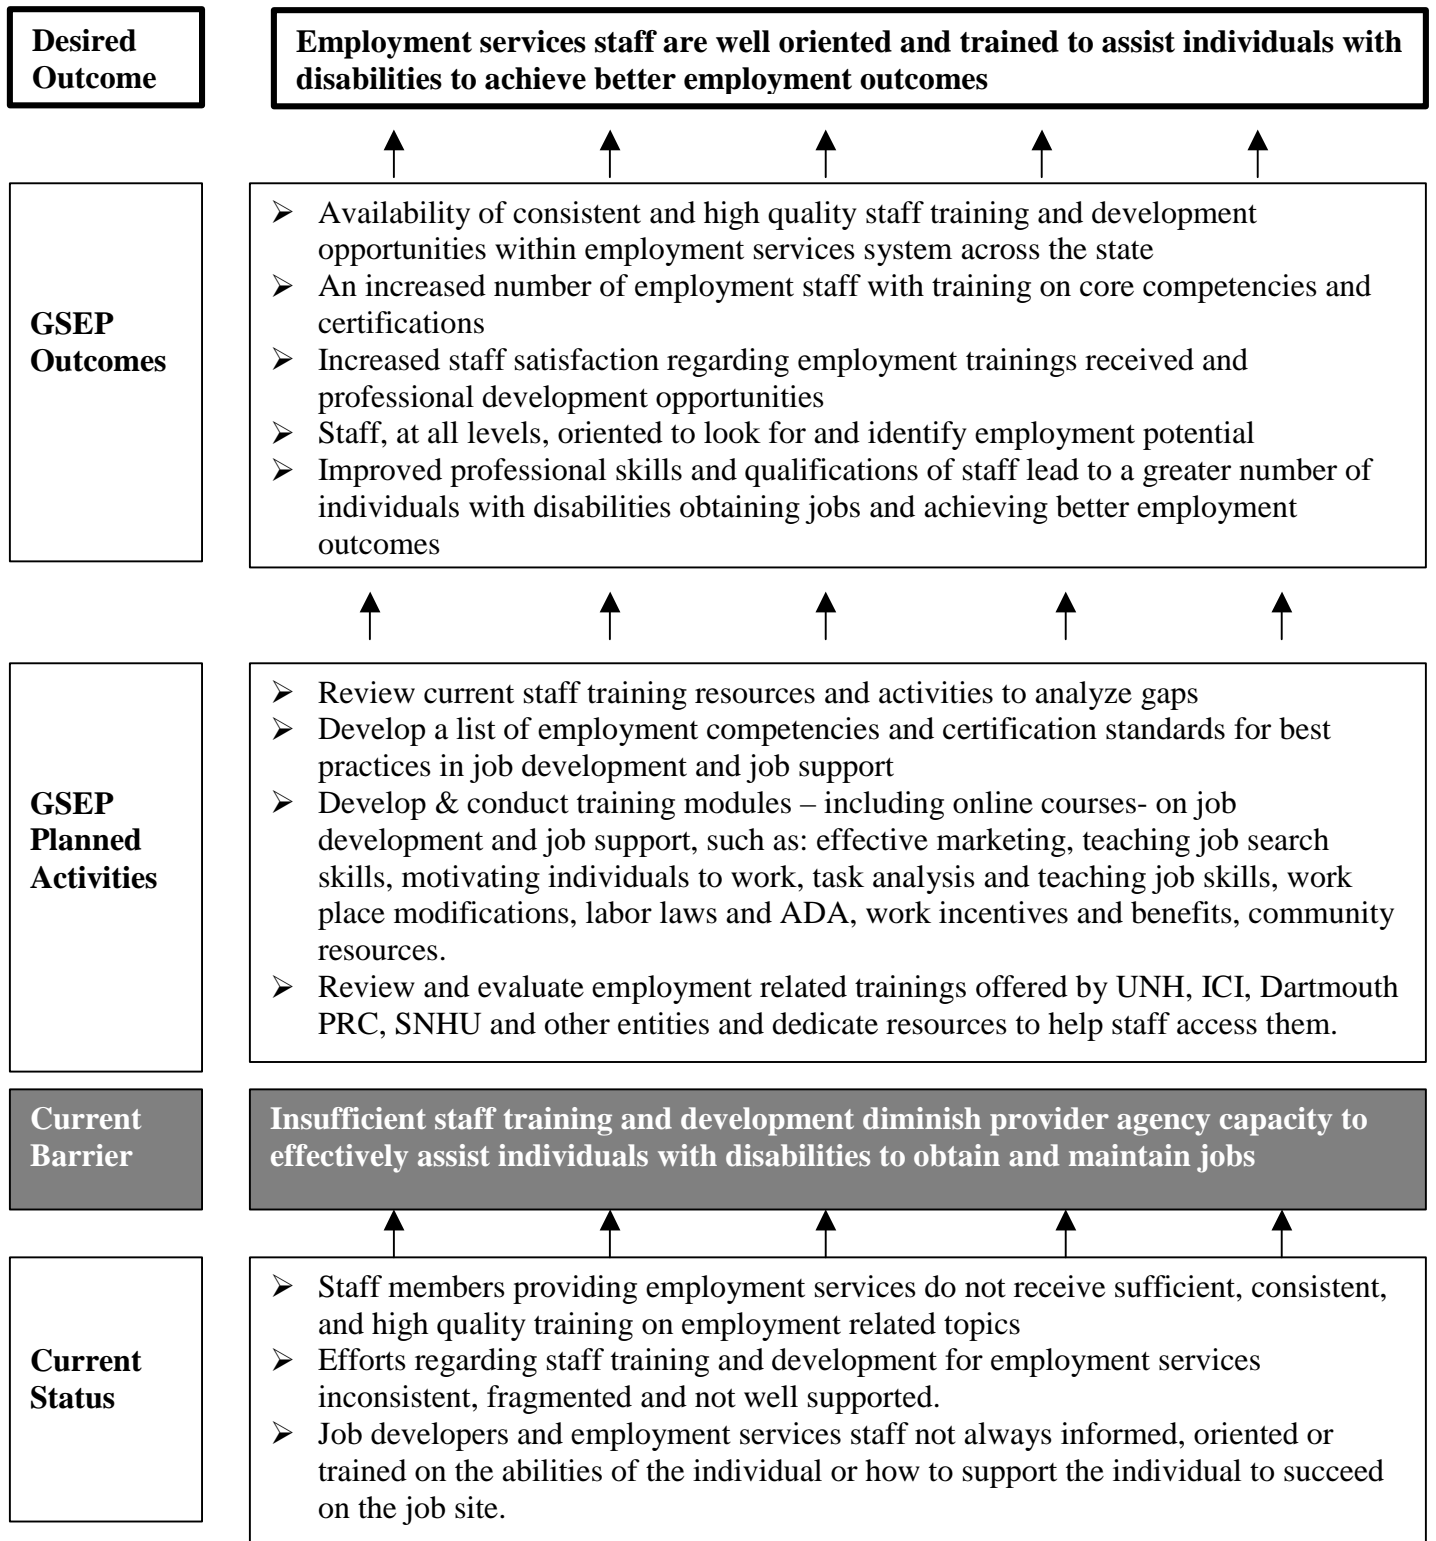 Desired
Outcome
Employment services staff are well oriented and trained to assist individuals with
disabilities to achieve better employment outcomes
GSEP
Outcomes
➢ Availability of consistent and high quality staff training and development
opportunities within employment services system across the state
➢ An increased number of employment staff with training on core competencies and
certifications
➢ Increased staff satisfaction regarding employment trainings received and
professional development opportunities
➢ Staff, at all levels, oriented to look for and identify employment potential
➢ Improved professional skills and qualifications of staff lead to a greater number of
individuals with disabilities obtaining jobs and achieving better employment
outcomes
GSEP
Planned
Activities
➢ Review current staff training resources and activities to analyze gaps
➢ Develop a list of employment competencies and certification standards for best
practices in job development and job support
➢ Develop & conduct training modules – including online courses- on job
development and job support, such as: effective marketing, teaching job search
skills, motivating individuals to work, task analysis and teaching job skills, work
place modifications, labor laws and ADA, work incentives and benefits, community
resources.
➢ Review and evaluate employment related trainings offered by UNH, ICI, Dartmouth
PRC, SNHU and other entities and dedicate resources to help staff access them.
Current
Barrier
Insufficient staff training and development diminish provider agency capacity to
effectively assist individuals with disabilities to obtain and maintain jobs
Current
Status
➢ Staff members providing employment services do not receive sufficient, consistent,
and high quality training on employment related topics
➢ Efforts regarding staff training and development for employment services
inconsistent, fragmented and not well supported.
➢ Job developers and employment services staff not always informed, oriented or
trained on the abilities of the individual or how to support the individual to succeed
on the job site.